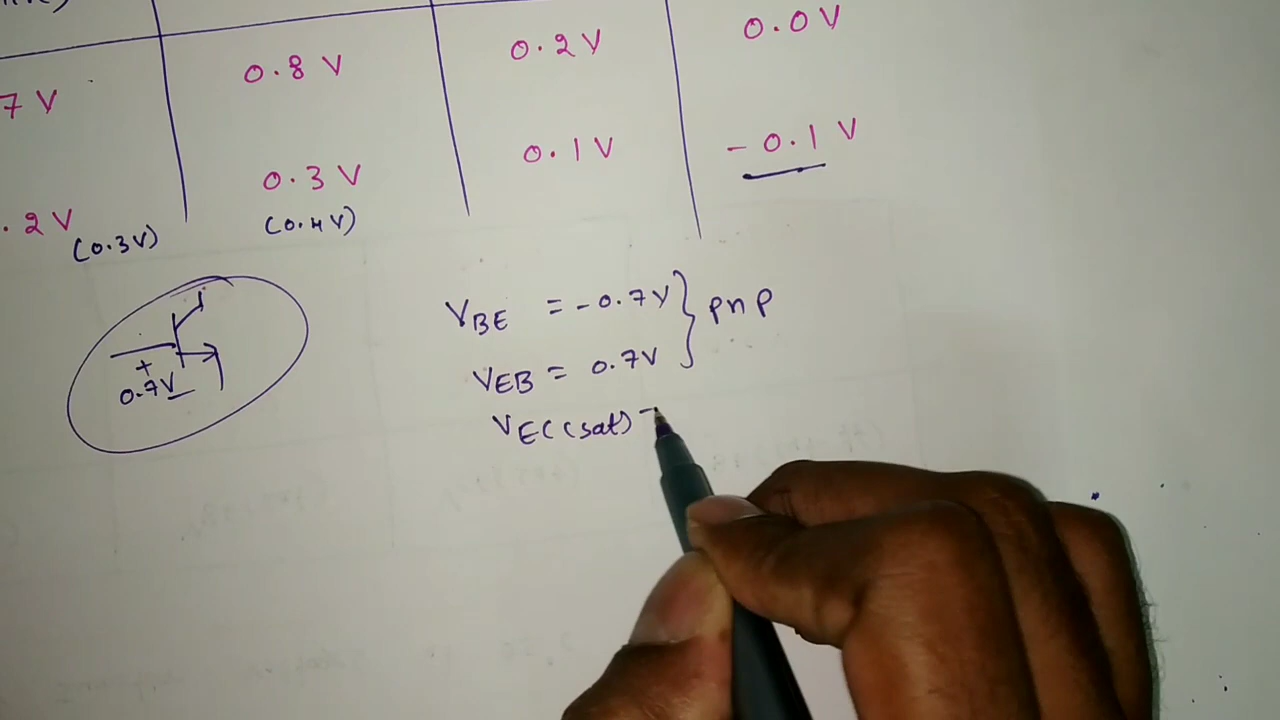 7 V 0.8 V 0.2 V 0.0 V
.2 V 0.3 V 0.1 V - 0.1 V
(0.3V) (0.4V)
+
0.7V
VBE = -0.7V } pnp
VEB = 0.7V
VEC(sat)